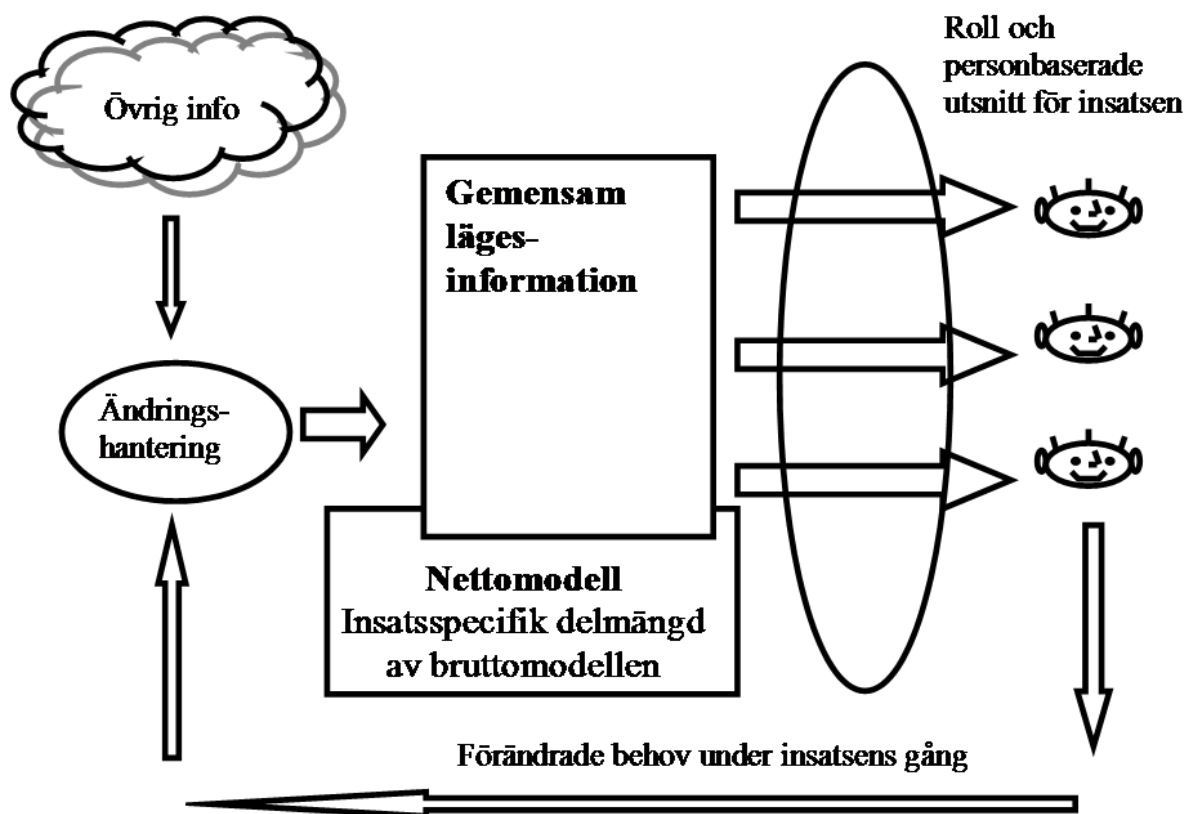 Övrig info
Roll och
personbaserade
utsnitt för insatsen
Gemensam
läges-
information
Ändrings-
hantering
Nettomodell
Insatsspecifik delmängd
av bruttomodellen
Förändrade behov under insatsens gång